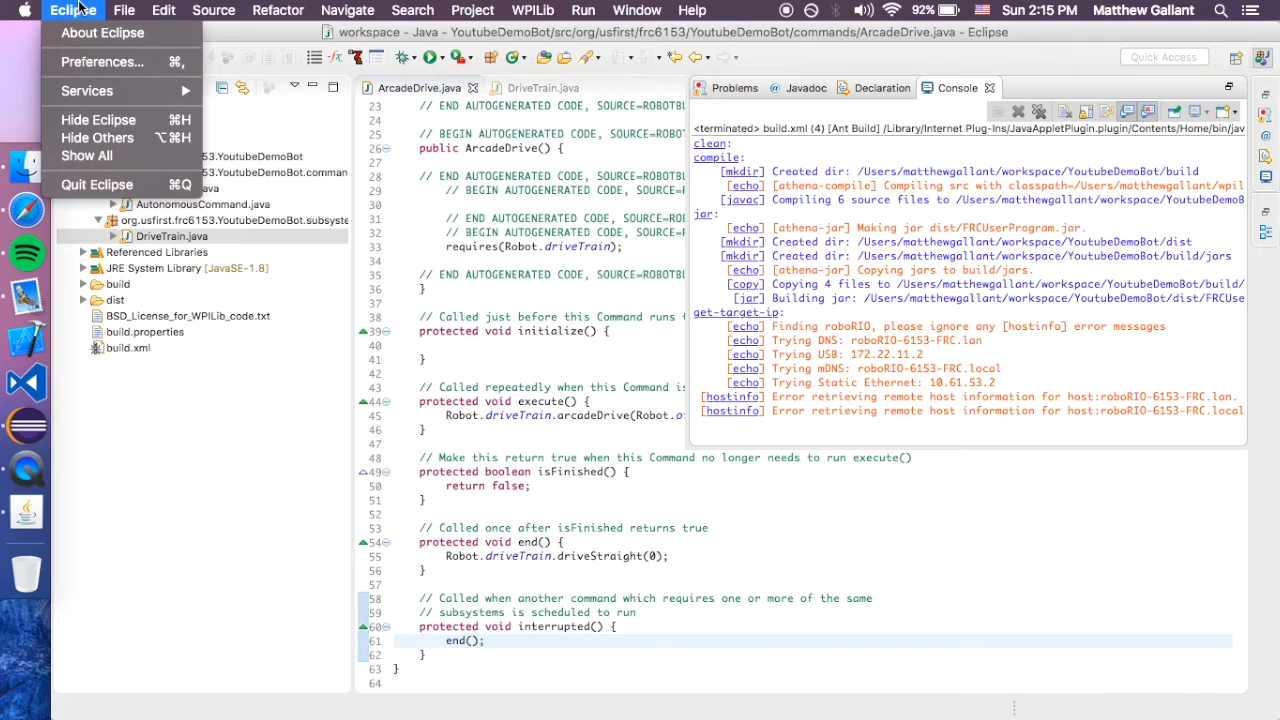 Eclipse File Edit Source Refactor Navigate Search Project WPILib Run Window Help 92% Sun 2:15 PM Matthew Gallant
workspace - Java - YoutubeDemoBot/src/org/usfirst/frc6153/YoutubeDemoBot/commands/ArcadeDrive.java - Eclipse
About Eclipse
Preferences... ⌘,
Services
Hide Eclipse ⌘H
Hide Others ⌥⌘H
Show All
Quit Eclipse ⌘Q
Quick Access
153.YoutubeDemoBot
153.YoutubeDemoBot.comman
AutonomousCommand.java
org.usfirst.frc6153.YoutubeDemoBot.subsyste
DriveTrain.java
Referenced Libraries
JRE System Library [JavaSE-1.8]
build
dist
BSD_License_for_WPILib_code.txt
build.properties
build.xml
ArcadeDrive.java DriveTrain.java
23 // END AUTOGENERATED CODE, SOURCE=ROBOTBU
24
25 // BEGIN AUTOGENERATED CODE, SOURCE=ROBOT
26 public ArcadeDrive() {
27
28 // END AUTOGENERATED CODE, SOURCE=ROBOTBU
29 // BEGIN AUTOGENERATED CODE, SOURCE=R
30
31 // END AUTOGENERATED CODE, SOURCE=ROB
32 // BEGIN AUTOGENERATED CODE, SOURCE=R
33 requires(Robot.driveTrain);
34
35 // END AUTOGENERATED CODE, SOURCE=ROBOTBU
36 }
37
38 // Called just before this Command runs t
39 protected void initialize() {
40
41 }
42
43 // Called repeatedly when this Command is
44 protected void execute() {
45 Robot.driveTrain.arcadeDrive(Robot.o
46 }
47
48 // Make this return true when this Command no longer needs to run execute()
49 protected boolean isFinished() {
50 return false;
51 }
52
53 // Called once after isFinished returns true
54 protected void end() {
55 Robot.driveTrain.driveStraight(0);
56 }
57
58 // Called when another command which requires one or more of the same
59 // subsystems is scheduled to run
60 protected void interrupted() {
61 end();
62 }
63 }
64
Problems Javadoc Declaration Console
<terminated> build.xml (4) [Ant Build] /Library/Internet Plug-Ins/JavaAppletPlugin.plugin/Contents/Home/bin/jav
clean:
compile:
[mkdir] Created dir: /Users/matthewgallant/workspace/YoutubeDemoBot/build
[echo] [athena-compile] Compiling src with classpath=/Users/matthewgallant/wpil
[javac] Compiling 6 source files to /Users/matthewgallant/workspace/YoutubeDemoB
jar:
[echo] [athena-jar] Making jar dist/FRCUserProgram.jar.
[mkdir] Created dir: /Users/matthewgallant/workspace/YoutubeDemoBot/dist
[mkdir] Created dir: /Users/matthewgallant/workspace/YoutubeDemoBot/build/jars
[echo] [athena-jar] Copying jars to build/jars.
[copy] Copying 4 files to /Users/matthewgallant/workspace/YoutubeDemoBot/build/
[jar] Building jar: /Users/matthewgallant/workspace/YoutubeDemoBot/dist/FRCUse
get-target-ip:
[echo] Finding roboRIO, please ignore any [hostinfo] error messages
[echo] Trying DNS: roboRIO-6153-FRC.lan
[echo] Trying USB: 172.22.11.2
[echo] Trying mDNS: roboRIO-6153-FRC.local
[echo] Trying Static Ethernet: 10.61.53.2
[hostinfo] Error retrieving remote host information for host:roboRIO-6153-FRC.lan.
[hostinfo] Error retrieving remote host information for host:roboRIO-6153-FRC.local